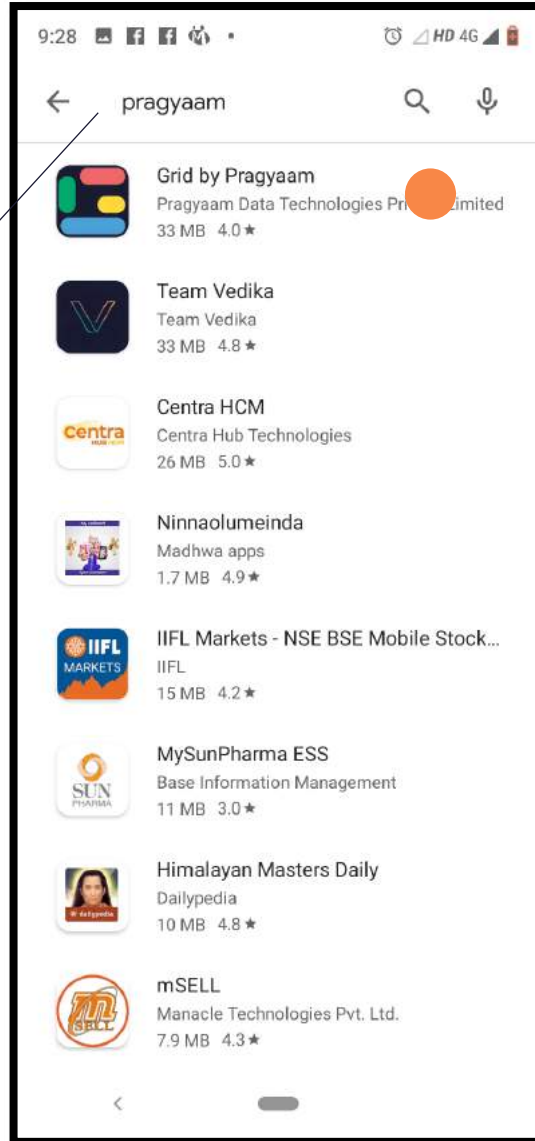 9:28 HD 4G
pragyaam
Grid by Pragyaam
Pragyaam Data Technologies Limited
33 MB 4.0★
Team Vedika
Team Vedika
33 MB 4.8★
Centra HCM
Centra
Centra Hub Technologies
26 MB 5.0★
Ninnaolumeinda
Madhwa apps
1.7 MB 4.9★
IIFL Markets - NSE BSE Mobile Stock...
IIFL
MARKETS
IIFL
15 MB 4.2★
MySunPharma ESS
SUN
PHARMA
Base Information Management
11 MB 3.0★
Himalayan Masters Daily
dailypedia
Dailypedia
10 MB 4.8★
mSELL
m
SELL
Manacle Technologies Pvt. Ltd.
7.9 MB 4.3★